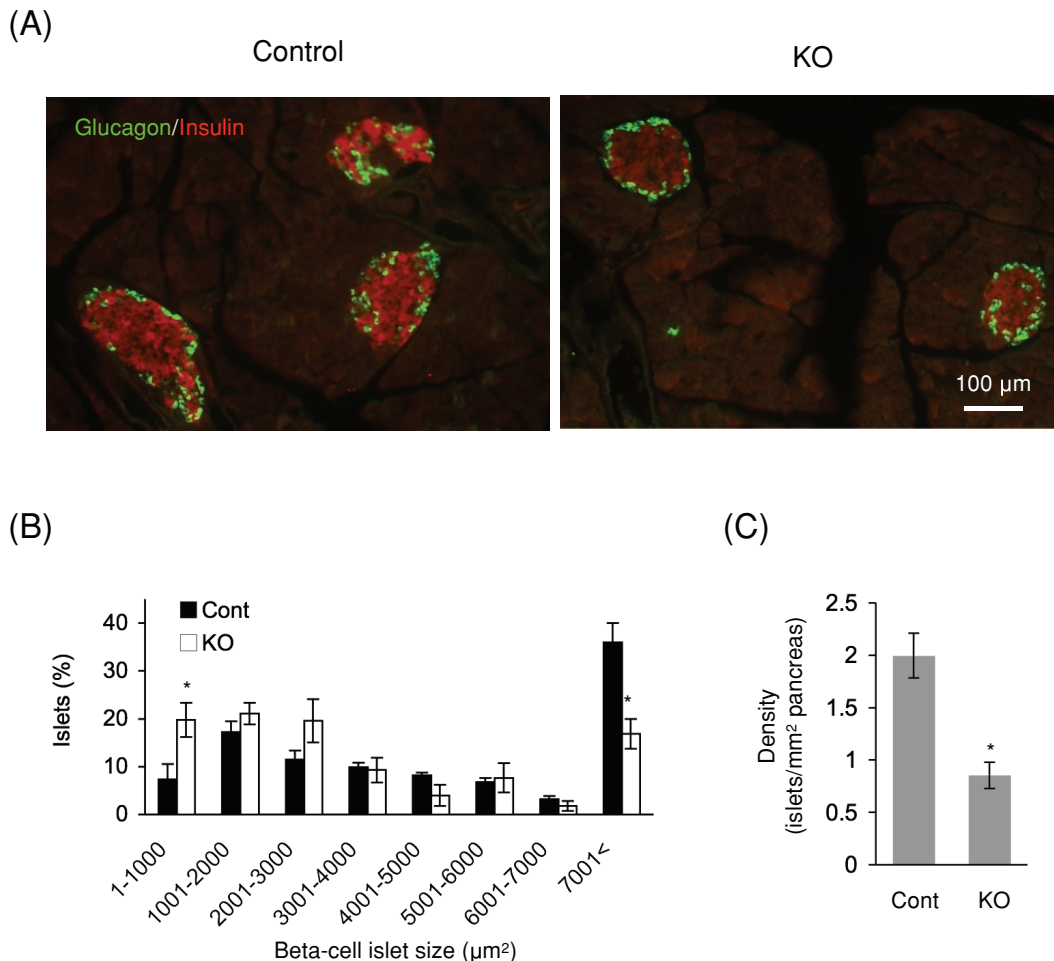 (A)
Control
KO
Glucagon/Insulin
100 µm
(B)
Cont
KO
Islets (%)
40
30
20
10
0
*
*
1-1000
1001-2000
2001-3000
3001-4000
4001-5000
5001-6000
6001-7000
7001<
Beta-cell islet size (µm²)
(C)
Density
(islets/mm² pancreas)
2.5
2
1.5
1
0.5
0
*
Cont
KO